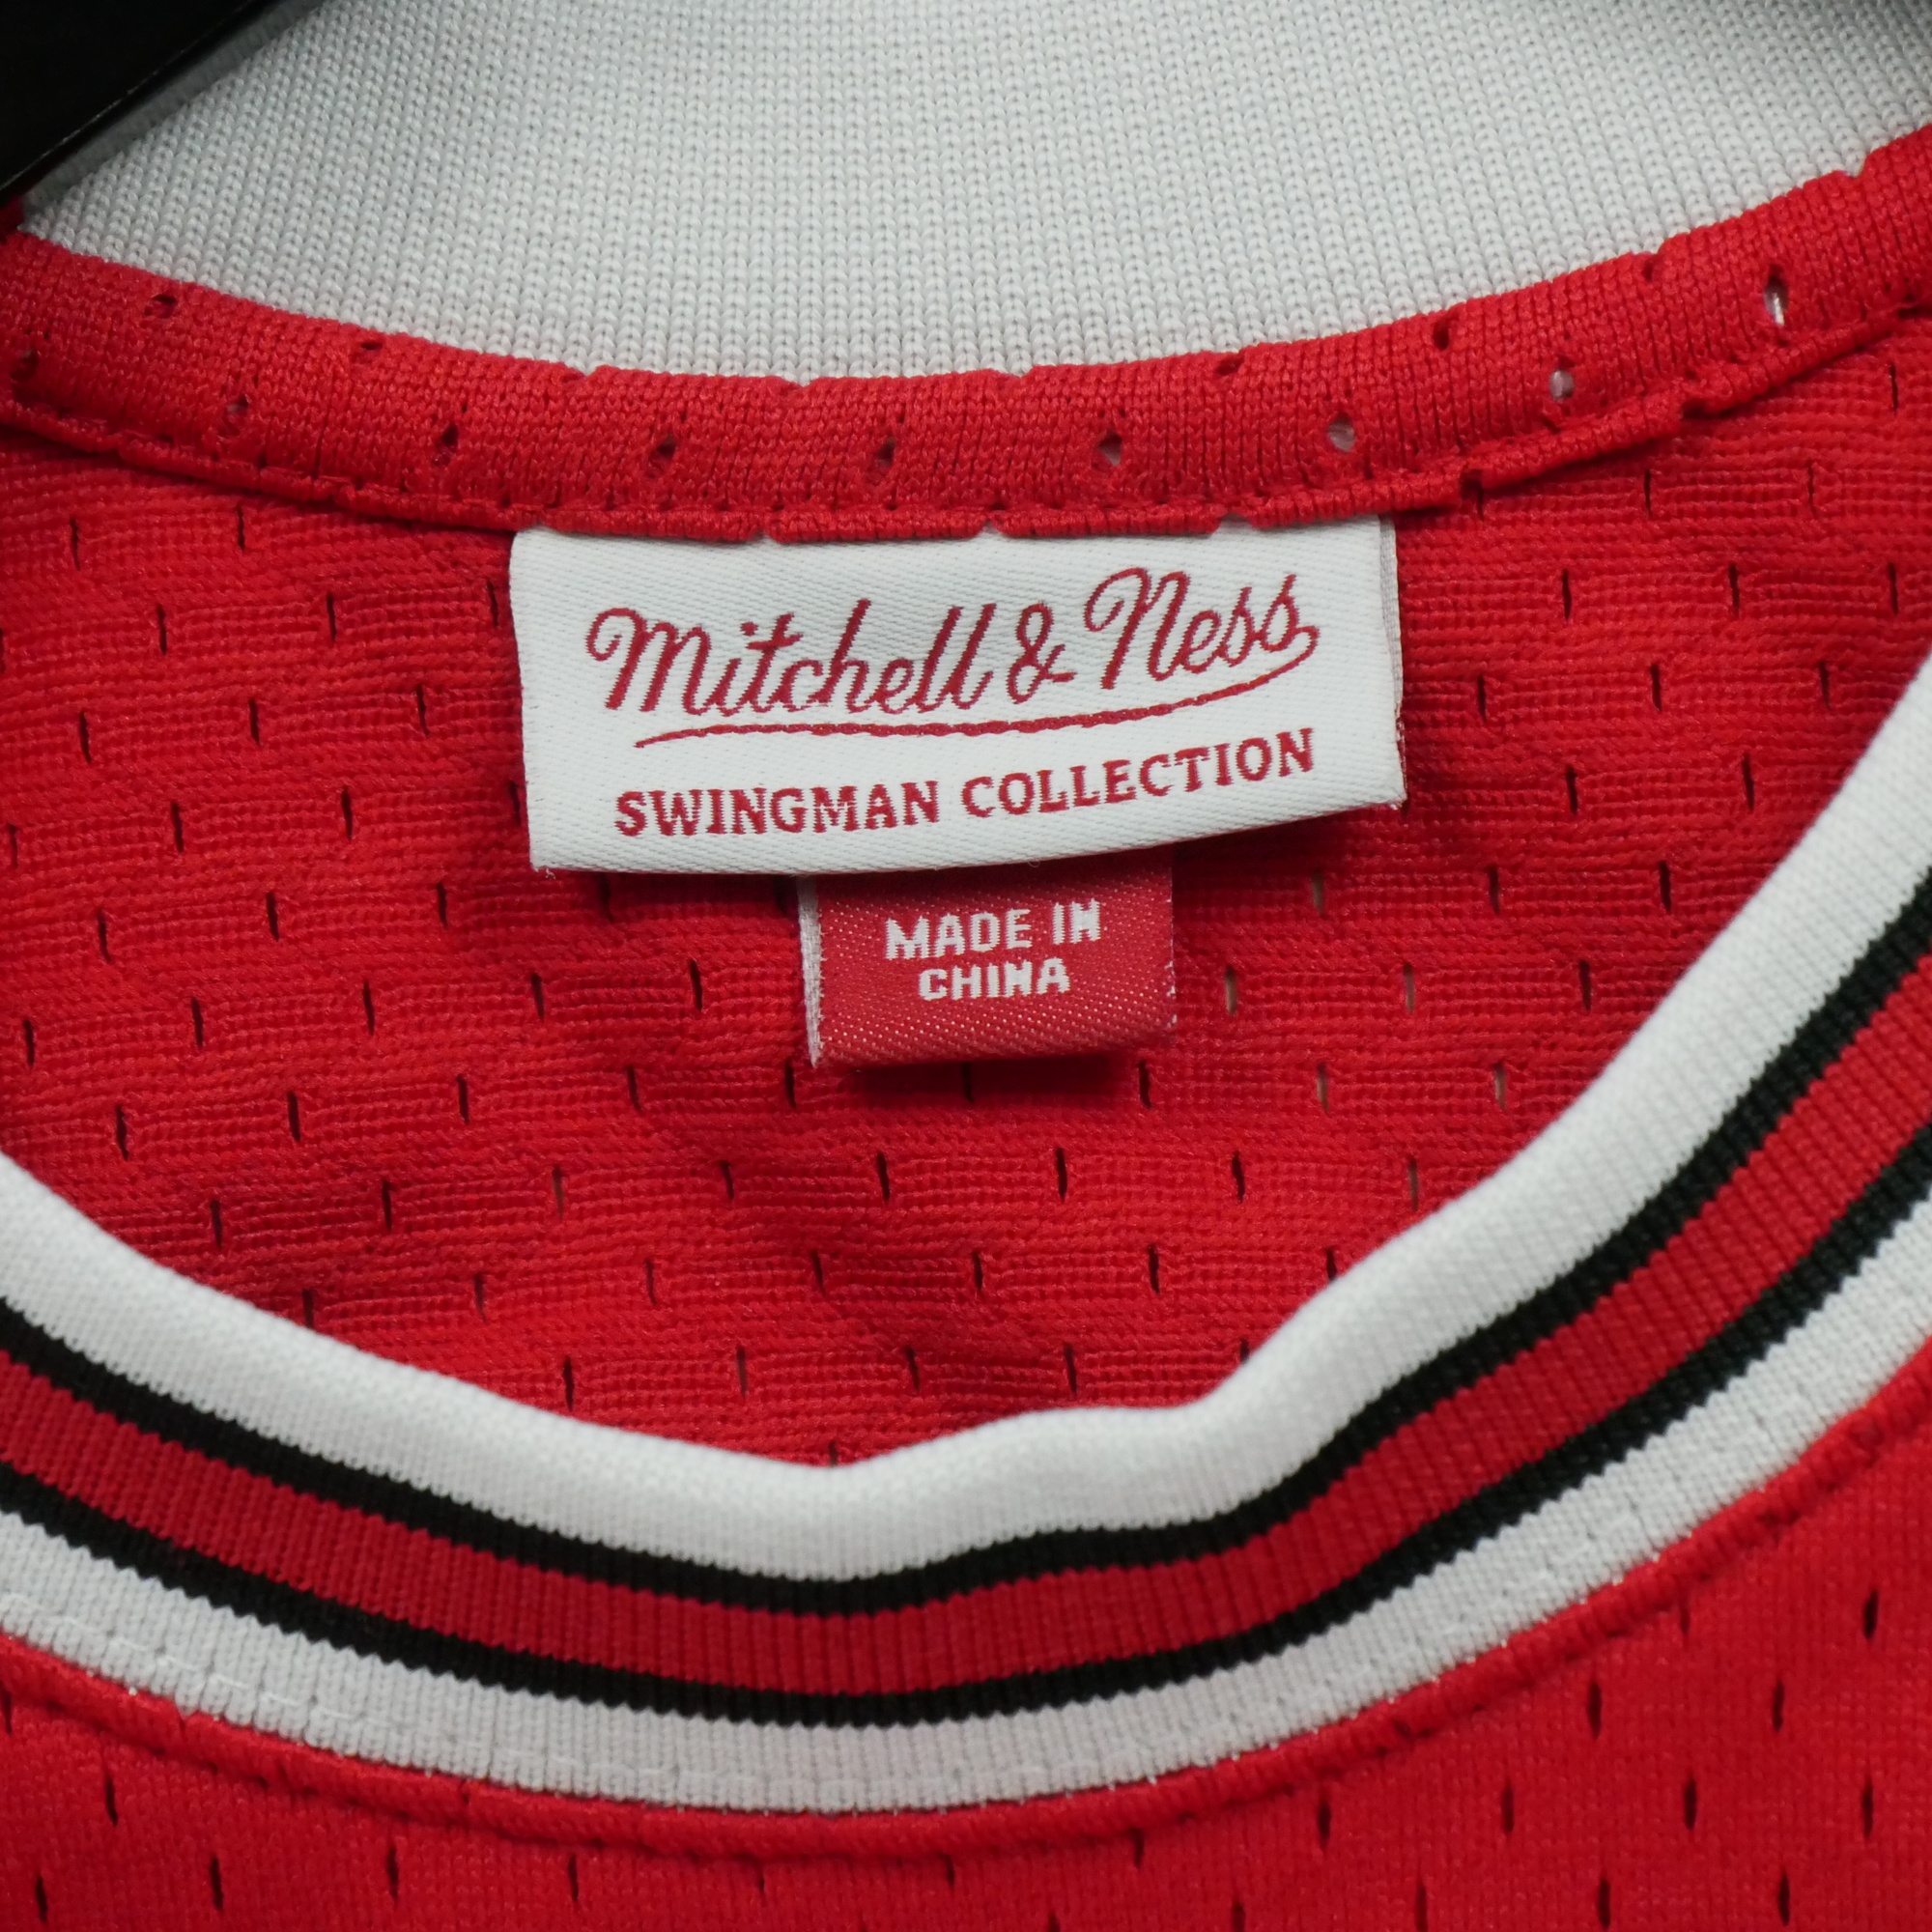 Mitchell & Ness
SWINGMAN COLLECTION
MADE IN
CHINA